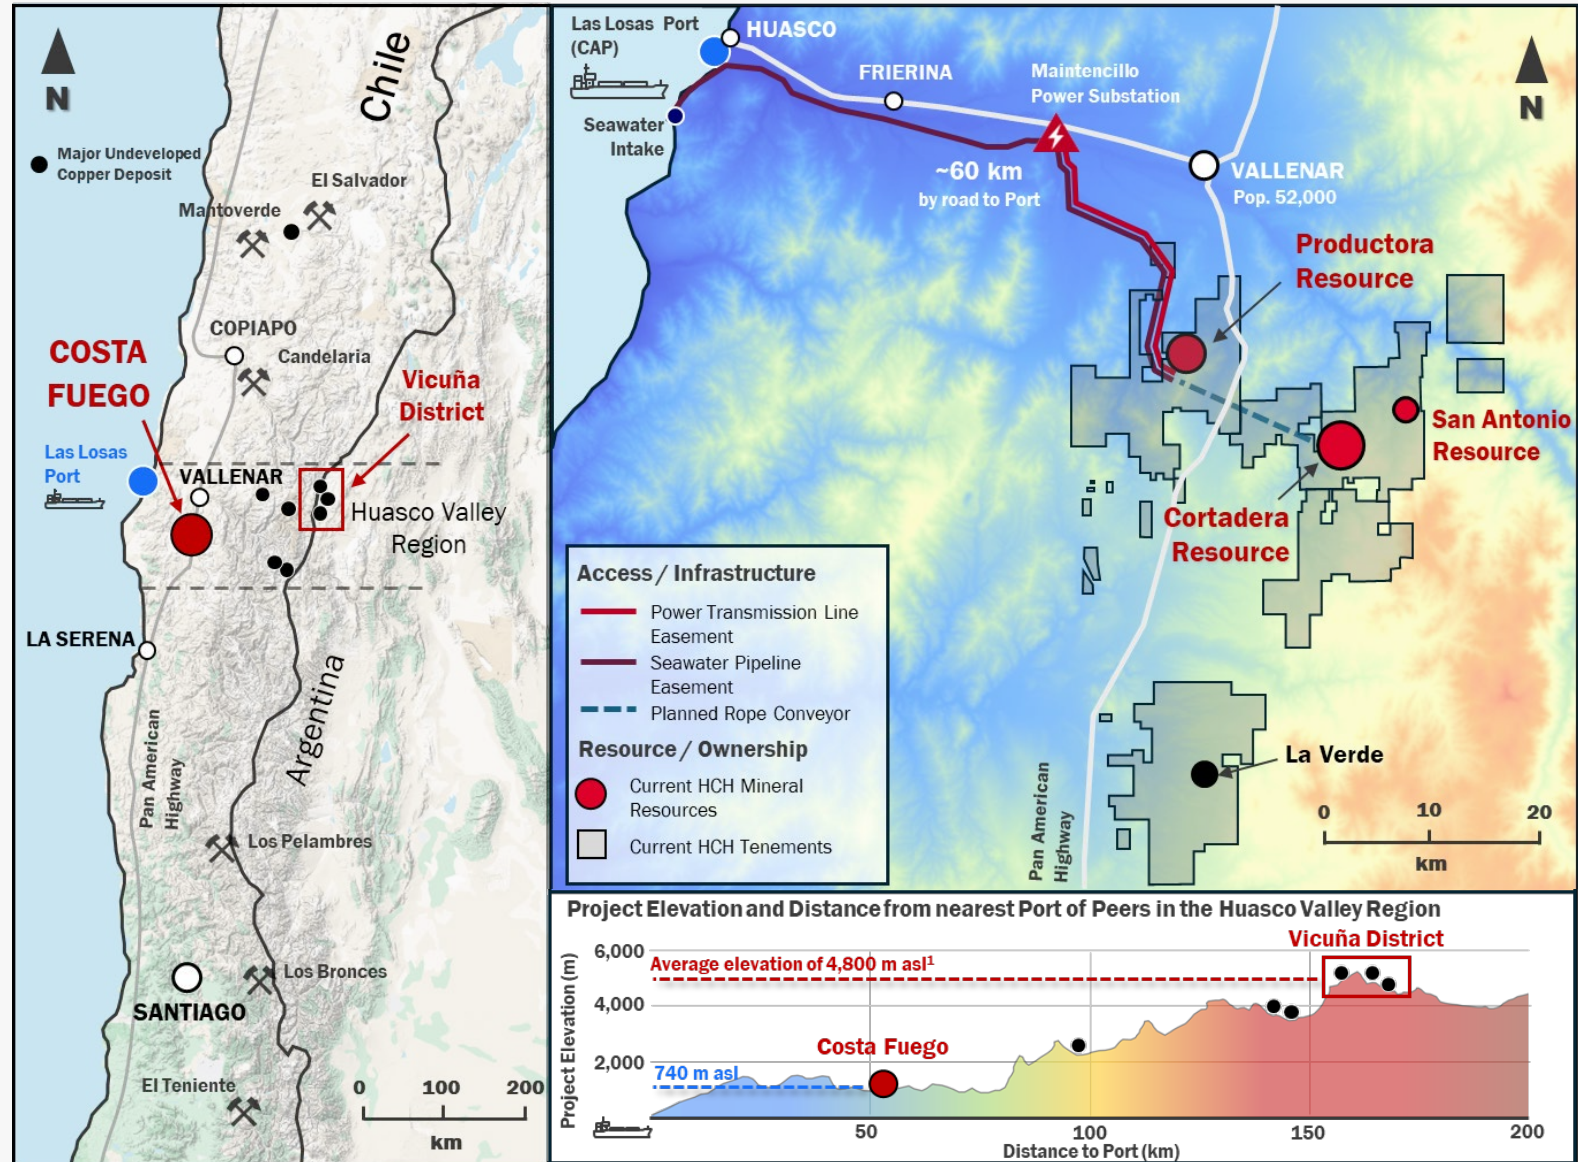 N
Chile
Major Undeveloped
Copper Deposit
El Salvador
Mantoverde
COPIAPO
Candelaria
COSTA
FUEGO
Vicuña
District
Las Losas
Port
VALLENAR
Huasco Valley
Region
LA SERENA
Argentina
Pan American
Highway
Los Pelambres
Los Bronces
SANTIAGO
El Teniente
0 100 200
km
Las Losas Port
(CAP)
HUASCO
Seawater
Intake
FRIERINA
Maintencillo
Power Substation
N
~60 km
by road to Port
VALLENAR
Pop. 52,000
Productora
Resource
San Antonio
Resource
Cortadera
Resource
La Verde
Pan American
Highway
0 10 20
km
Access / Infrastructure
Power Transmission Line
Easement
Seawater Pipeline
Easement
Planned Rope Conveyor
Resource / Ownership
Current HCH Mineral
Resources
Current HCH Tenements
Project Elevation and Distance from nearest Port of Peers in the Huasco Valley Region
Vicuña District
6,000
Average elevation of 4,800 m asl¹
4,000
Costa Fuego
2,000
740 m asl
Project Elevation (m)
50 100 150 200
Distance to Port (km)